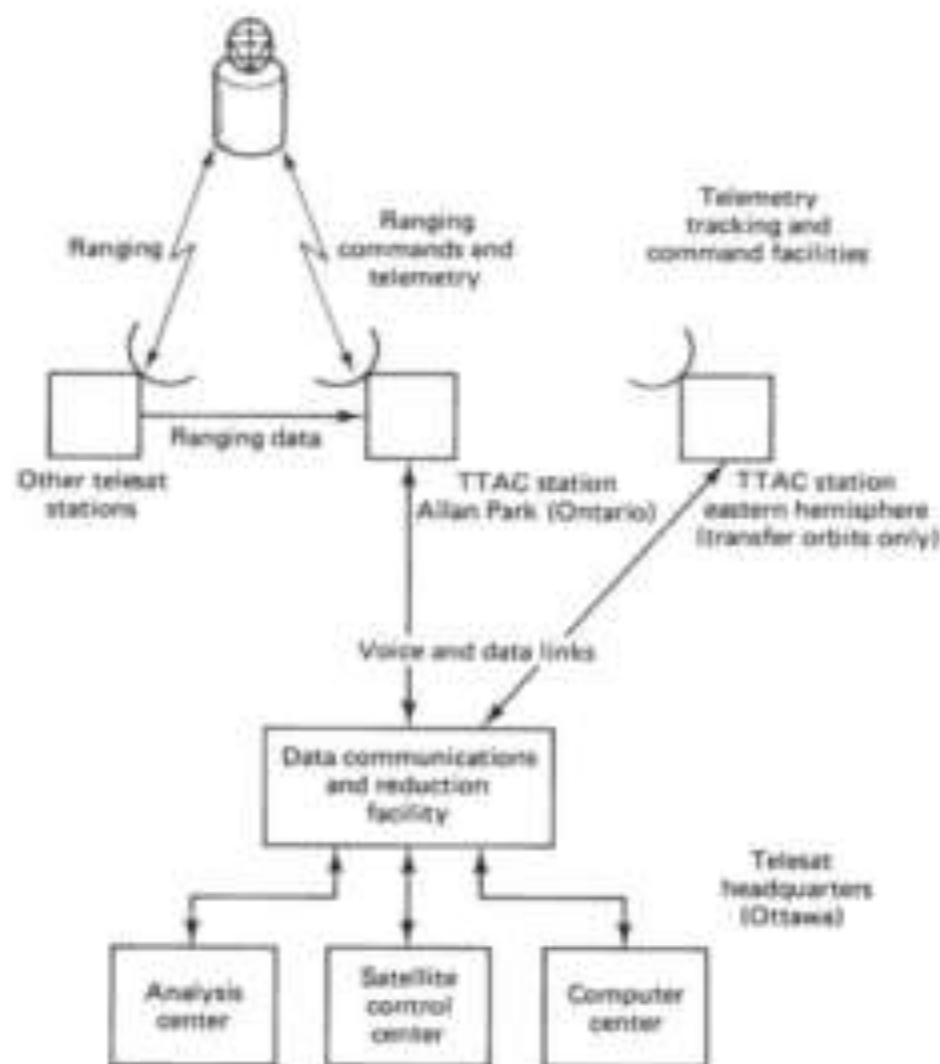 Ranging
Ranging
commands and
telemetry
Telemetry
tracking and
command facilities
Ranging data
Other telesat
stations
TTAC station
Allan Park (Ontario)
TTAC station
eastern hemisphere
(transfer orbits only)
Voice and data links
Data communications
and reduction
facility
Telesat
headquarters
(Ottawa)
Analysis
center
Satellite
control
center
Computer
center